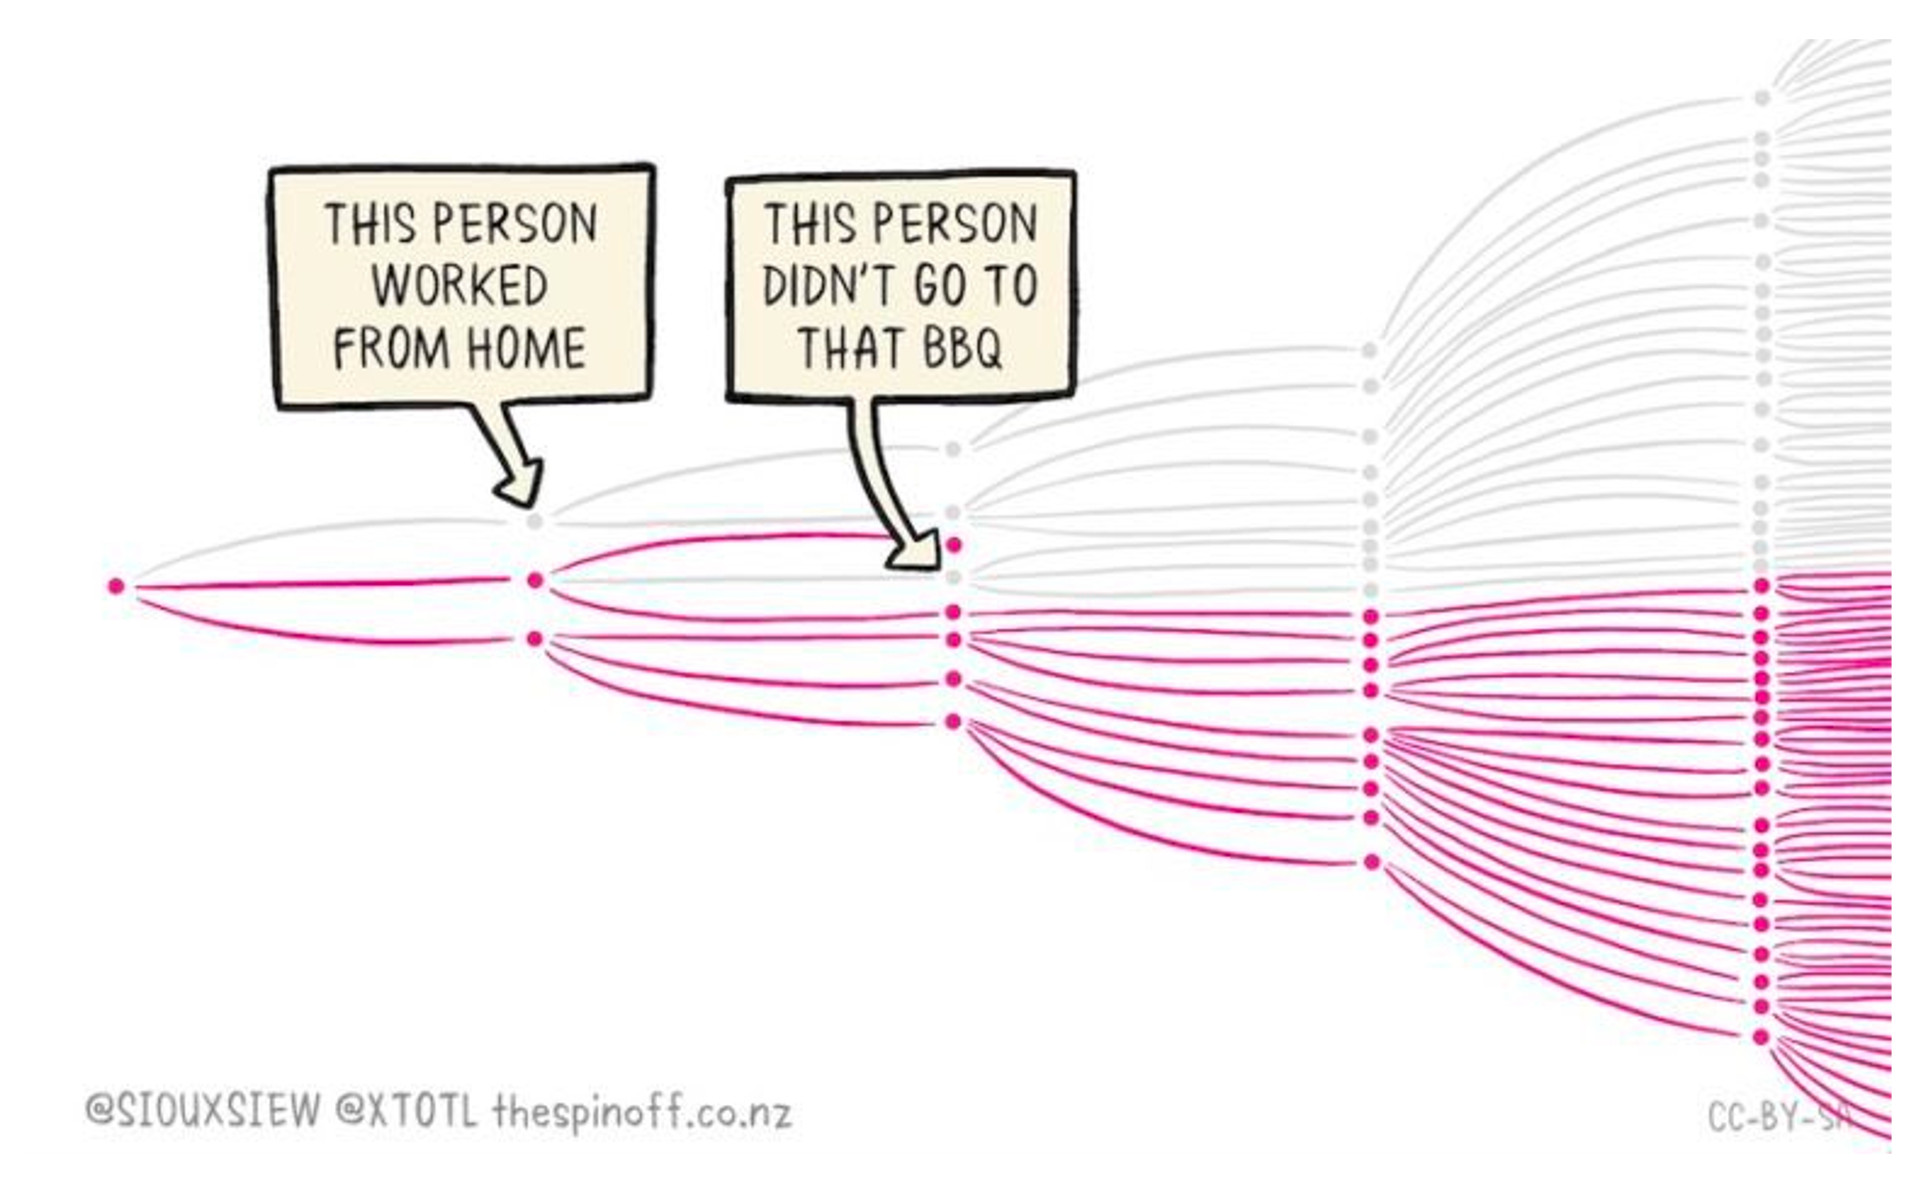 THIS PERSON
WORKED
FROM HOME
THIS PERSON
DIDN'T GO TO
THAT BBQ
@SIOUXSIEW @XTOTL thespinoff.co.nz
CC-BY-SA